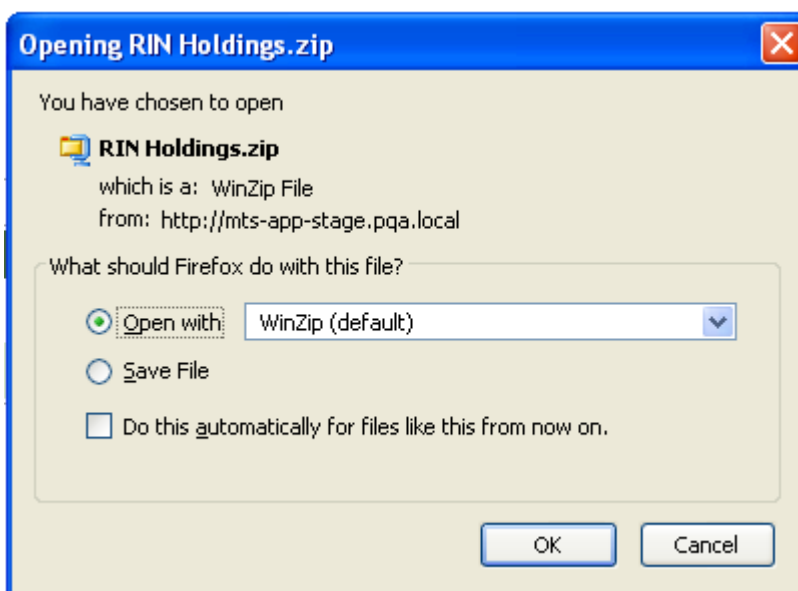 Opening RIN Holdings.zip
You have chosen to open
RIN Holdings.zip
which is a: WinZip File
from: http://mts-app-stage.pqa.local
What should Firefox do with this file?
Open with WinZip (default)
Save File
Do this automatically for files like this from now on.
OK Cancel